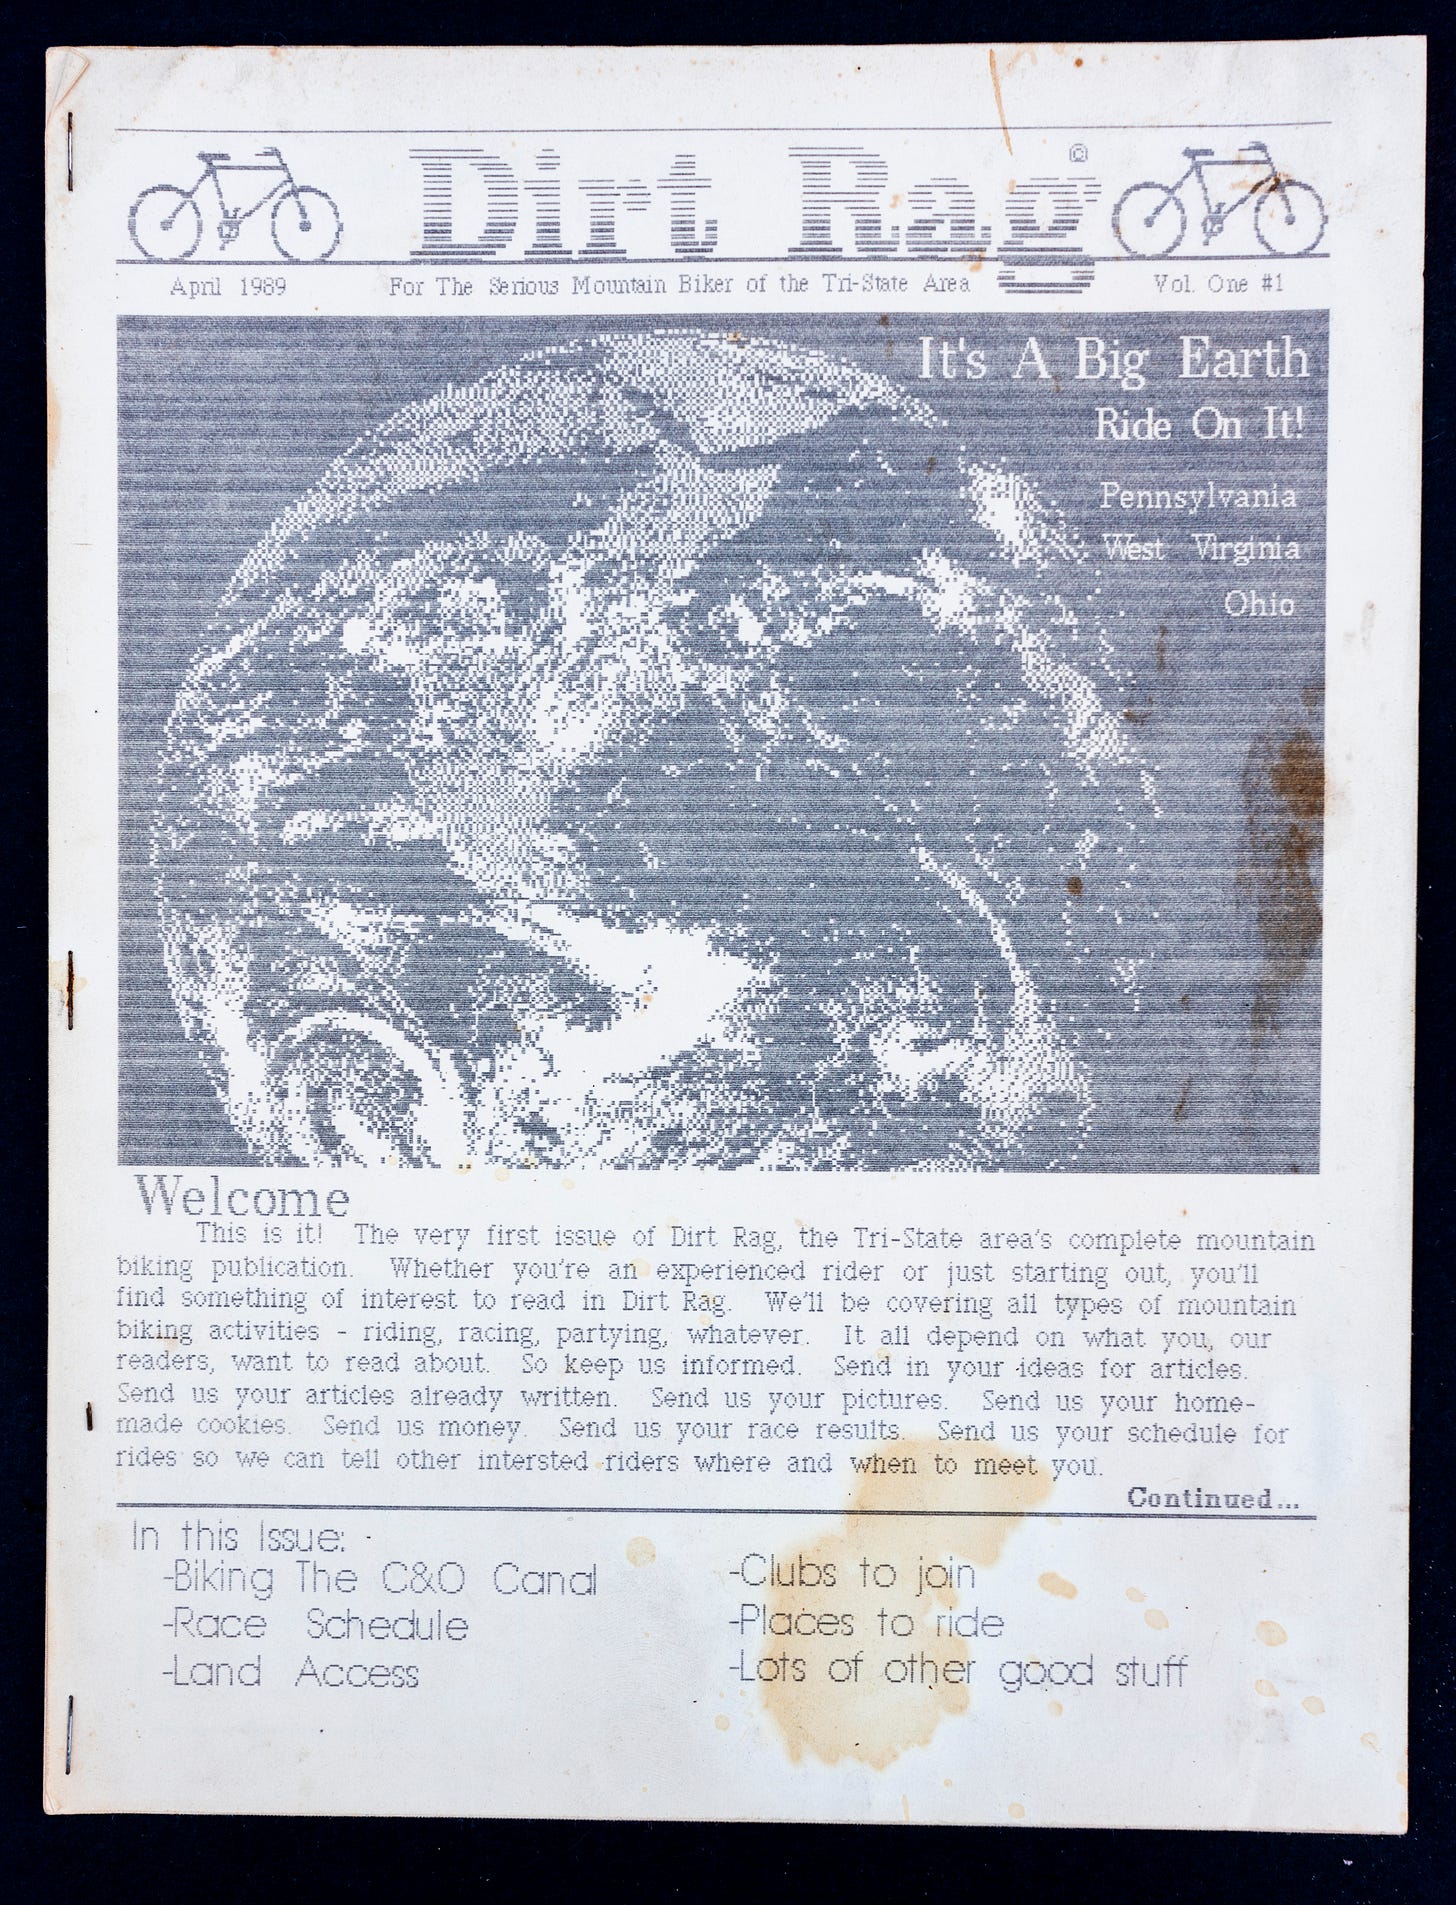 Dirt Rag ©
April 1989 For The Serious Mountain Biker of the Tri-State Area Vol. One #1
It's A Big Earth
Ride On It!
Pennsylvania
West Virginia
Ohio
Welcome
This is it! The very first issue of Dirt Rag, the Tri-State area's complete mountain
biking publication. Whether you're an experienced rider or just starting out, you'll
find something of interest to read in Dirt Rag. We'll be covering all types of mountain
biking activities - riding, racing, partying, whatever. It all depend on what you, our
readers, want to read about. So keep us informed. Send in your ideas for articles.
Send us your articles already written. Send us your pictures. Send us your home-
made cookies. Send us money. Send us your race results. Send us your schedule for
rides so we can tell other intersted riders where and when to meet you.
Continued...
In this Issue:
-Biking The C&O Canal
-Race Schedule
-Land Access
-Clubs to join
-Places to ride
-Lots of other good stuff